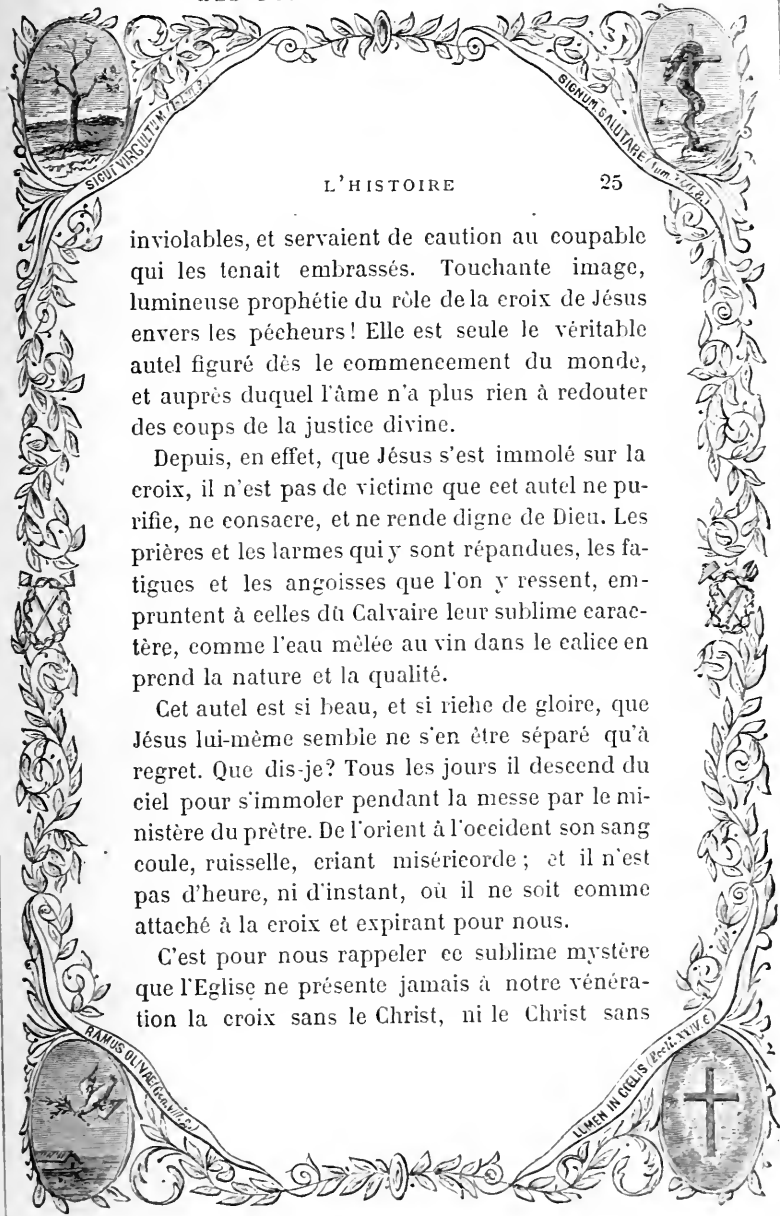 SICUT VIRGULTUM
SIGNUM SALUTARE
L'HISTOIRE 25
inviolables, et servaient de caution au coupable
qui les tenait embrassés. Touchante image,
lumineuse prophétie du rôle de la croix de Jésus
envers les pécheurs! Elle est seule le véritable
autel figuré dès le commencement du monde,
et auprès duquel l'âme n'a plus rien à redouter
des coups de la justice divine.
Depuis, en effet, que Jésus s'est immolé sur la
croix, il n'est pas de victime que cet autel ne pu-
rifie, ne consacre, et ne rende digne de Dieu. Les
prières et les larmes qui y sont répandues, les fa-
tigues et les angoisses que l'on y ressent, em-
pruntent à celles du Calvaire leur sublime carac-
tère, comme l'eau mêlée au vin dans le calice en
prend la nature et la qualité.
Cet autel est si beau, et si riche de gloire, que
Jésus lui-même semble ne s'en être séparé qu'à
regret. Que dis-je? Tous les jours il descend du
ciel pour s'immoler pendant la messe par le mi-
nistère du prêtre. De l'orient à l'occident son sang
coule, ruisselle, criant miséricorde; et il n'est
pas d'heure, ni d'instant, où il ne soit comme
attaché à la croix et expirant pour nous.
C'est pour nous rappeler ce sublime mystère
que l'Eglise ne présente jamais à notre vénéra-
tion la croix sans le Christ, ni le Christ sans
RAMUS OLIVAE
LUMEN IN CŒLIS (Eccli. XXIV. 6)